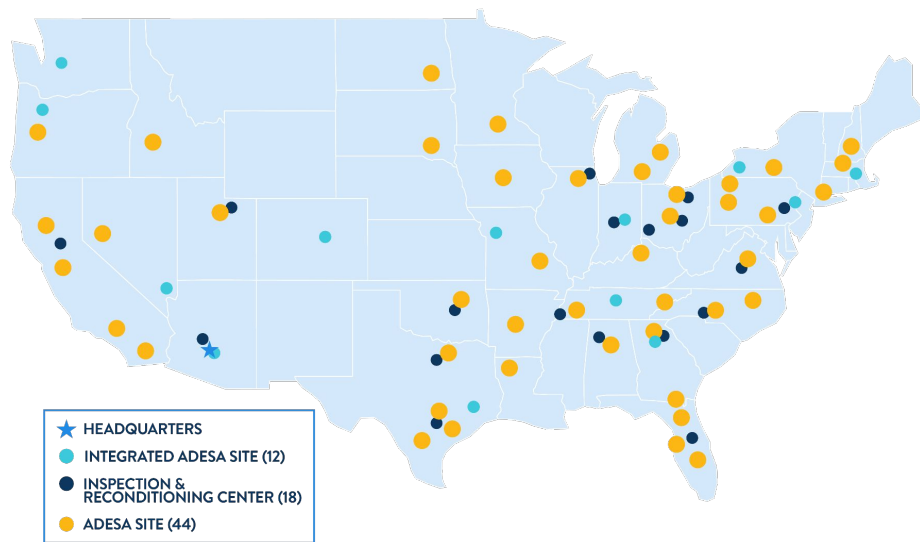 HEADQUARTERS
INTEGRATED ADESA SITE (12)
INSPECTION &
RECONDITIONING CENTER (18)
ADESA SITE (44)